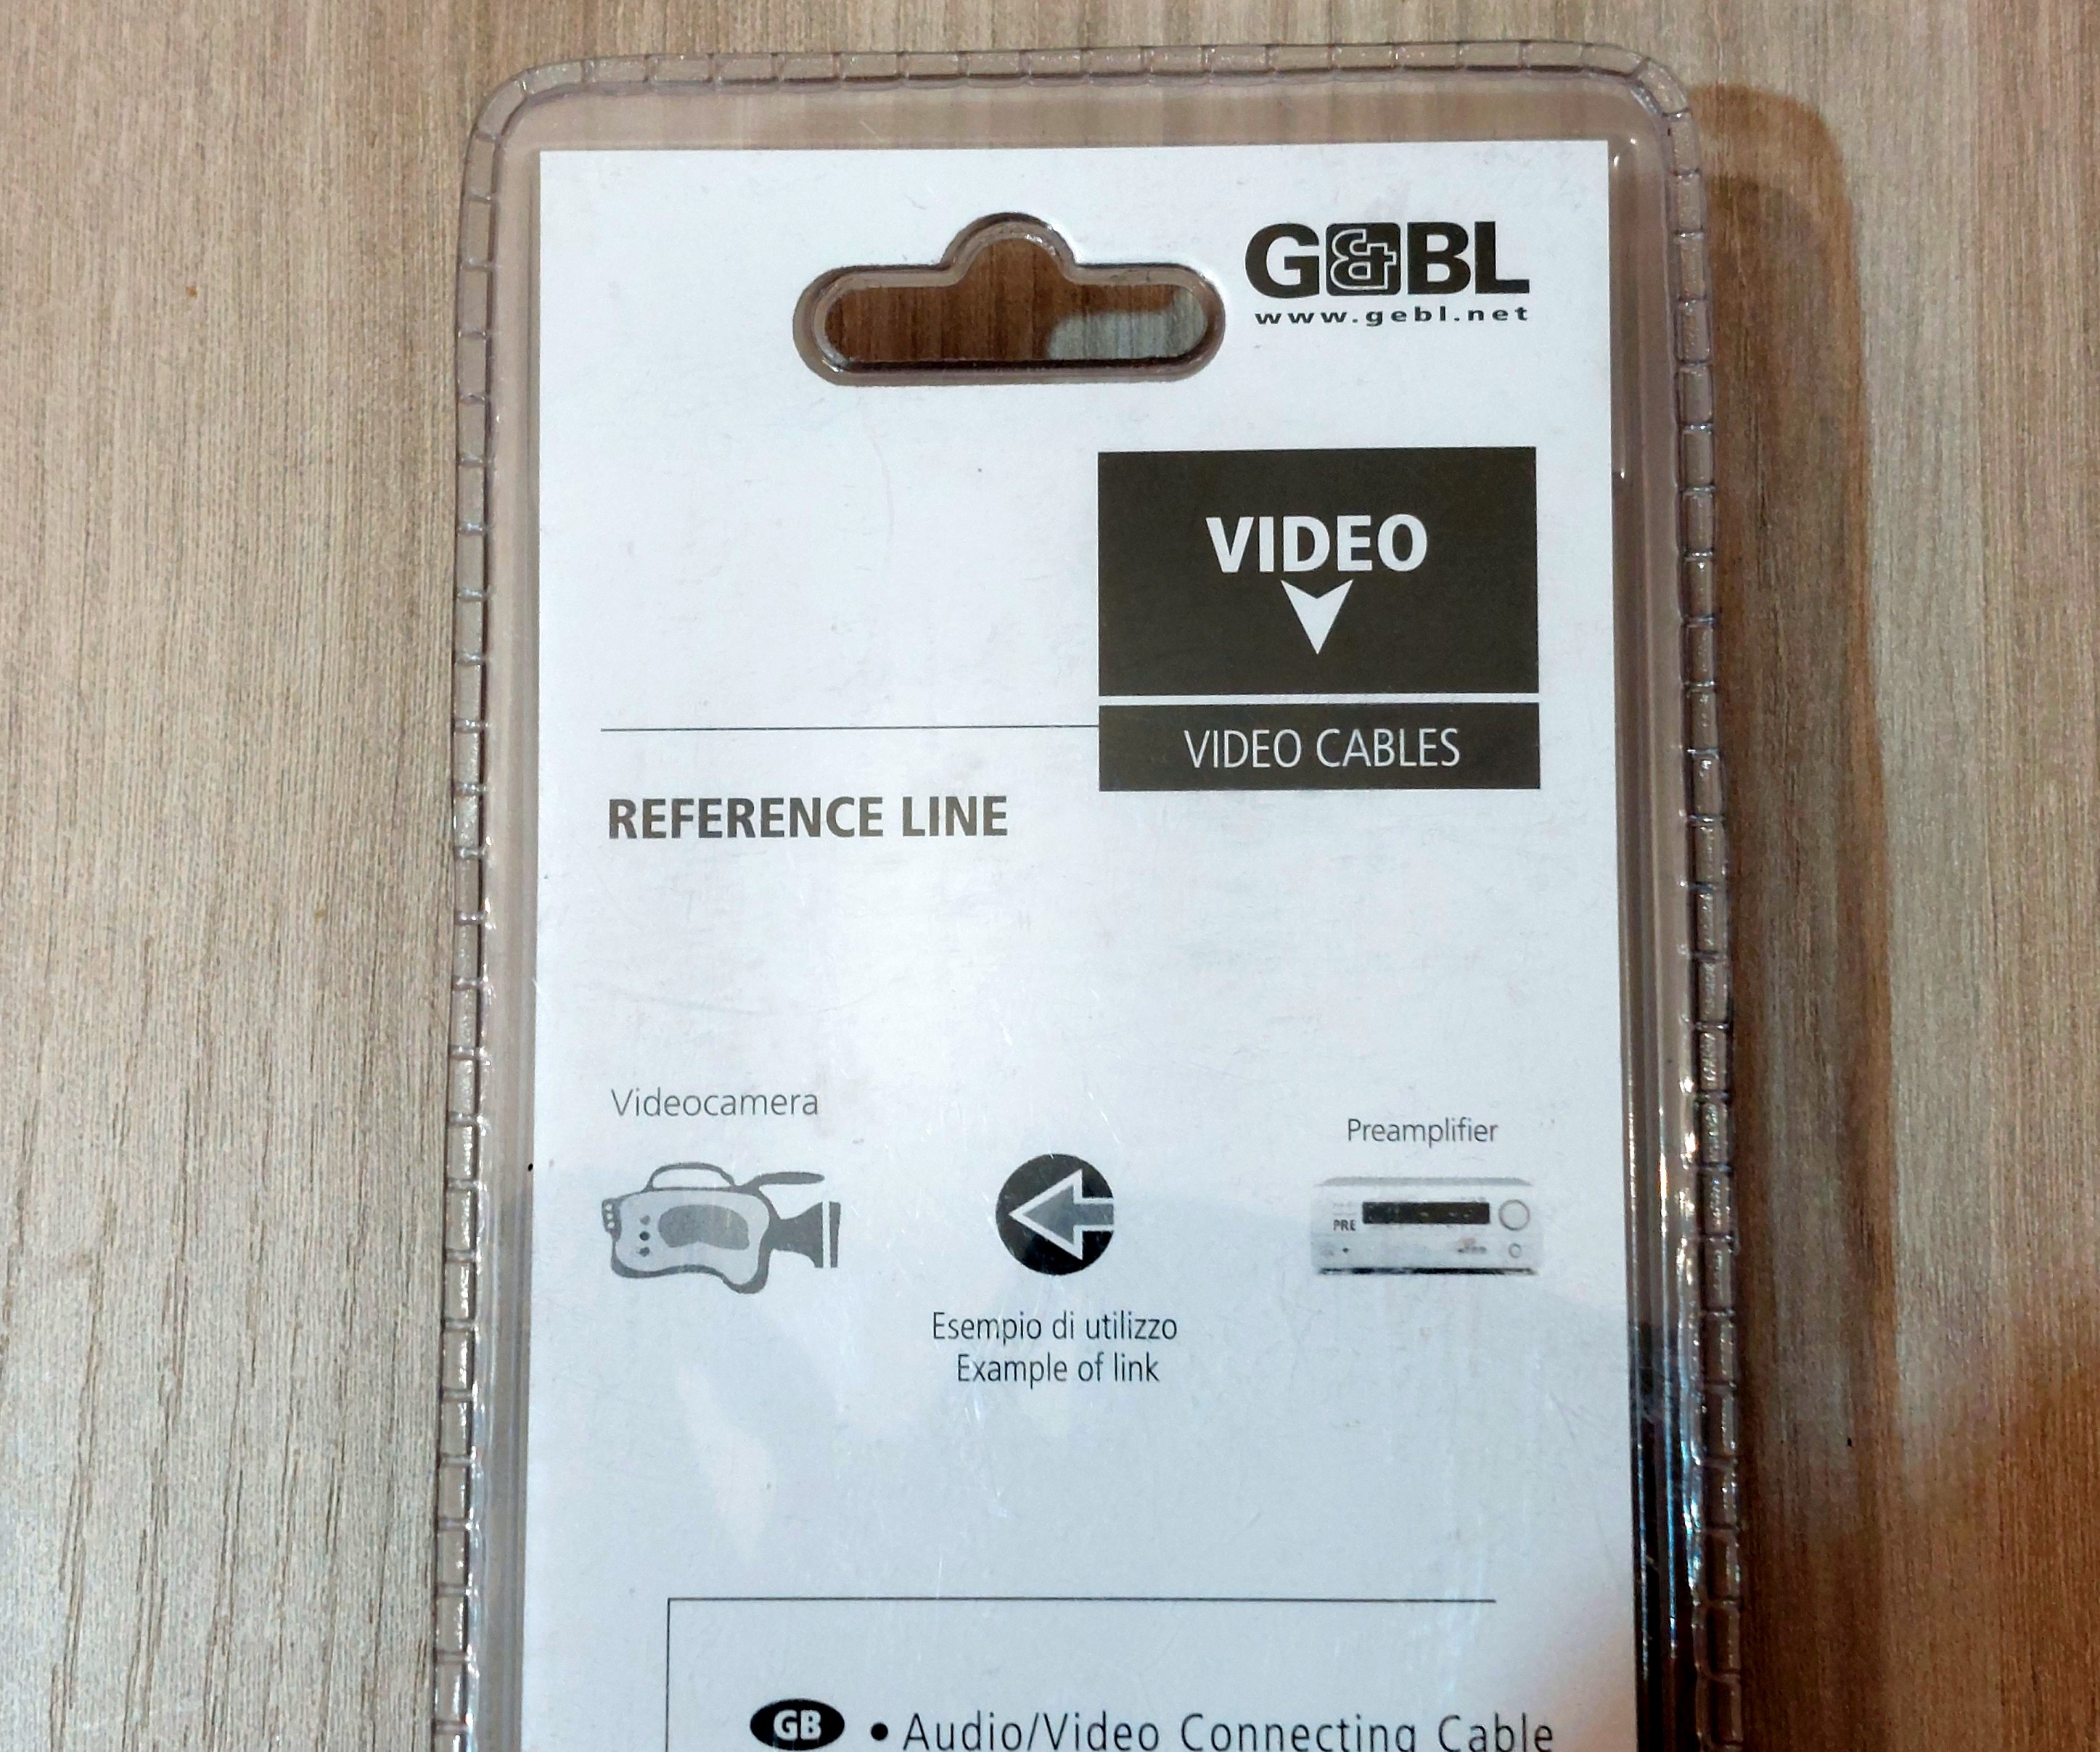 G&BL
www.gebl.net
VIDEO
VIDEO CABLES
REFERENCE LINE
Videocamera
Preamplifier
PRE
Esempio di utilizzo
Example of link
GB • Audio/Video Connecting Cable